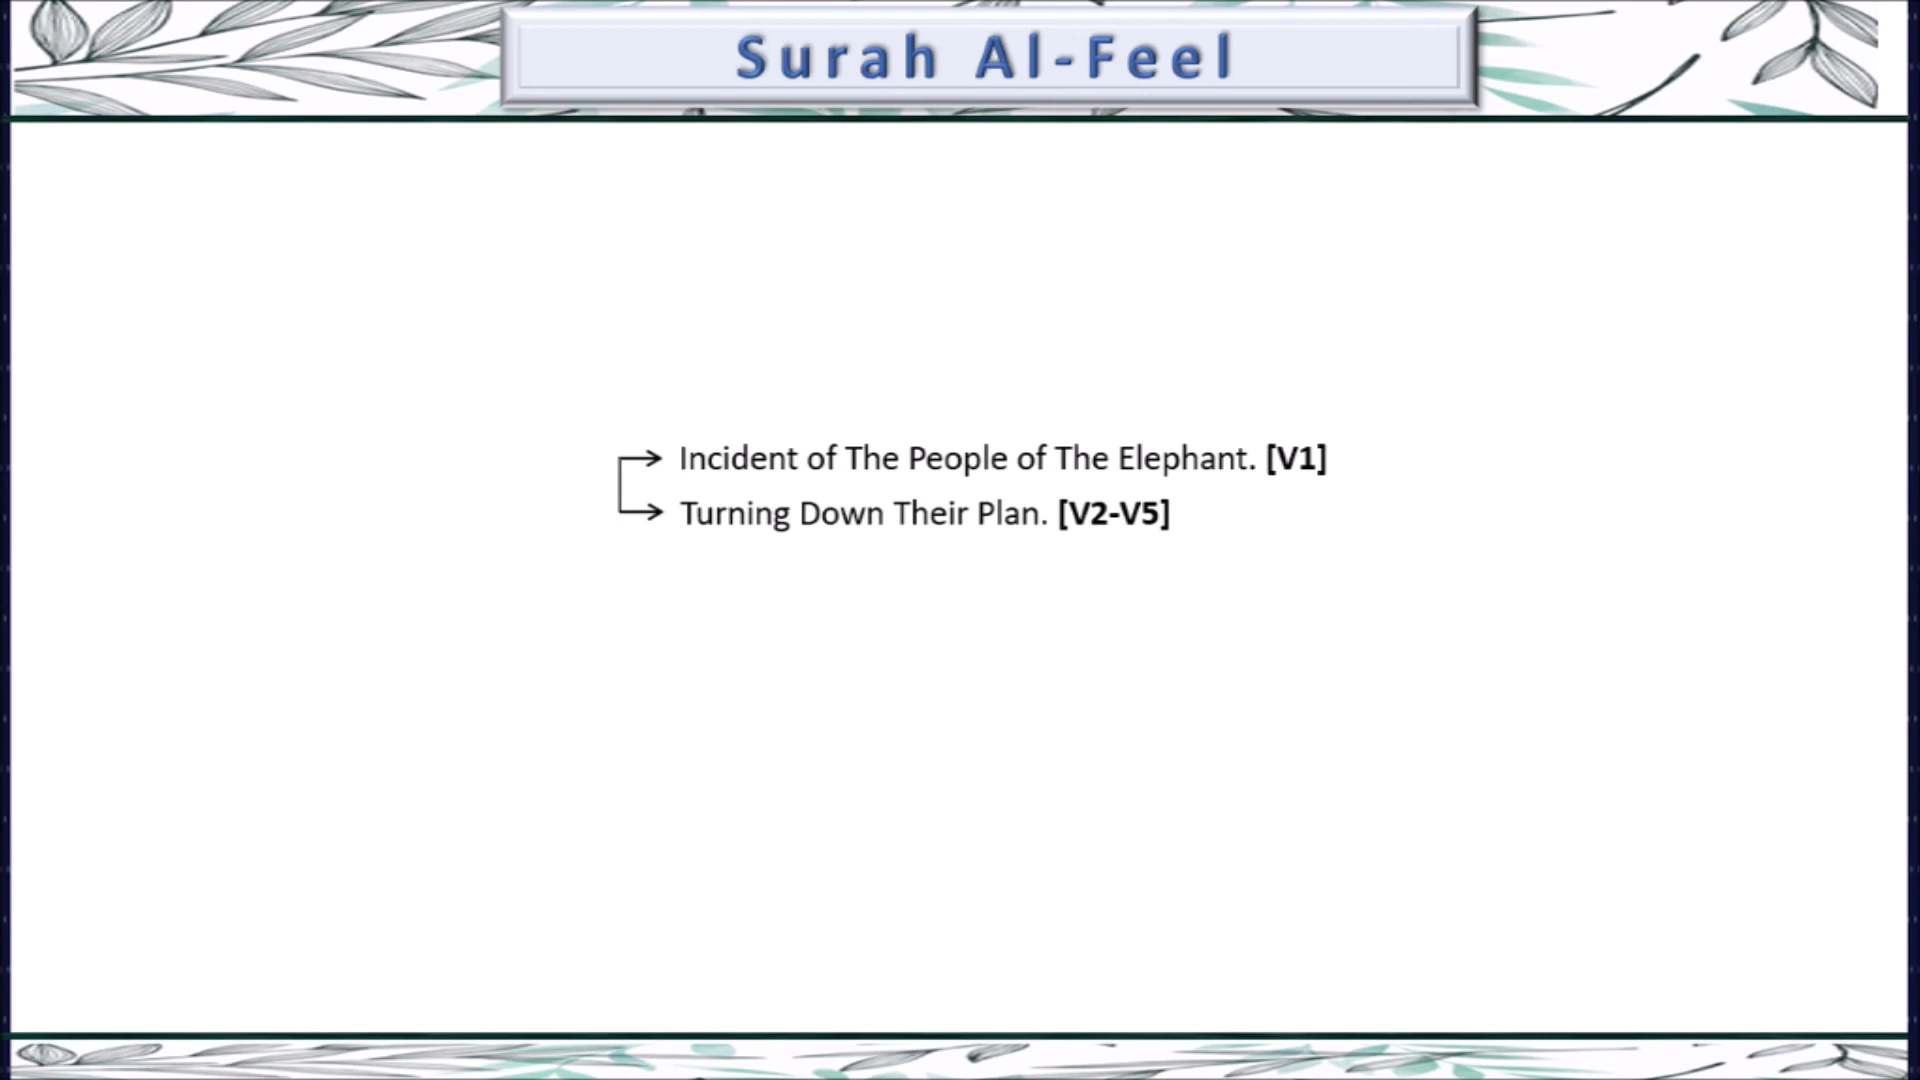 Surah Al-Feel
Incident of The People of The Elephant. [V1]
Turning Down Their Plan. [V2-V5]